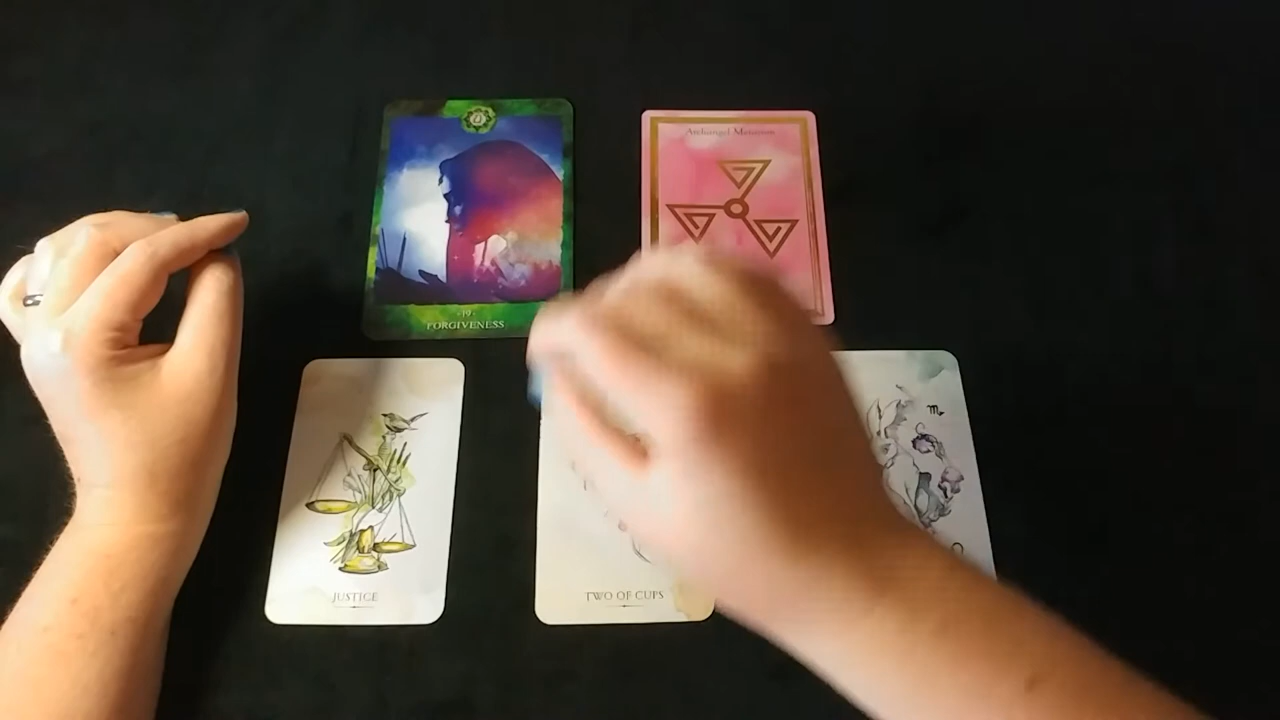 Archangel Metatron
·19·
FORGIVENESS
JUSTICE
TWO OF CUPS